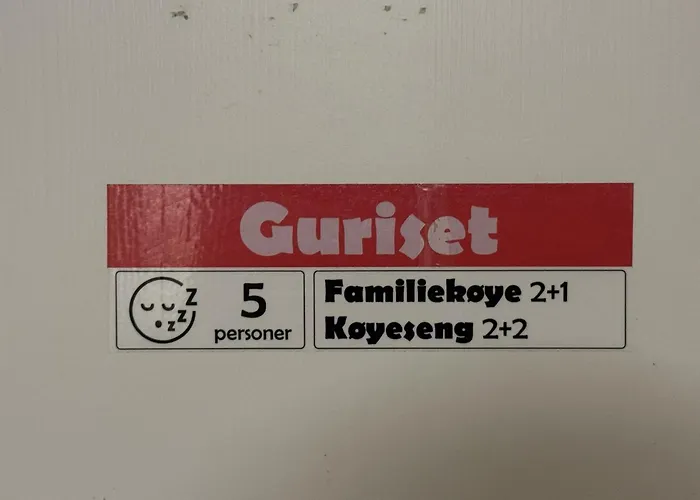 Guriset
z z z
5
personer
Familiekøye 2+1
Køyeseng 2+2